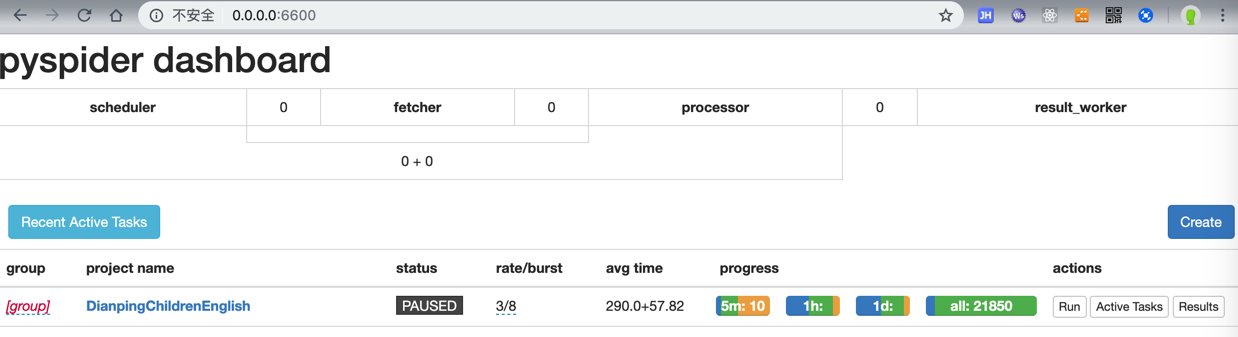 不安全 0.0.0.0:6600
JH Ws
pyspider dashboard
scheduler 0 fetcher 0 processor 0 result_worker
0 + 0
Recent Active Tasks Create
group project name status rate/burst avg time progress actions
[group] DianpingChildrenEnglish PAUSED 3/8 290.0+57.82 5m: 10 1h: 1d: all: 21850 Run Active Tasks Results